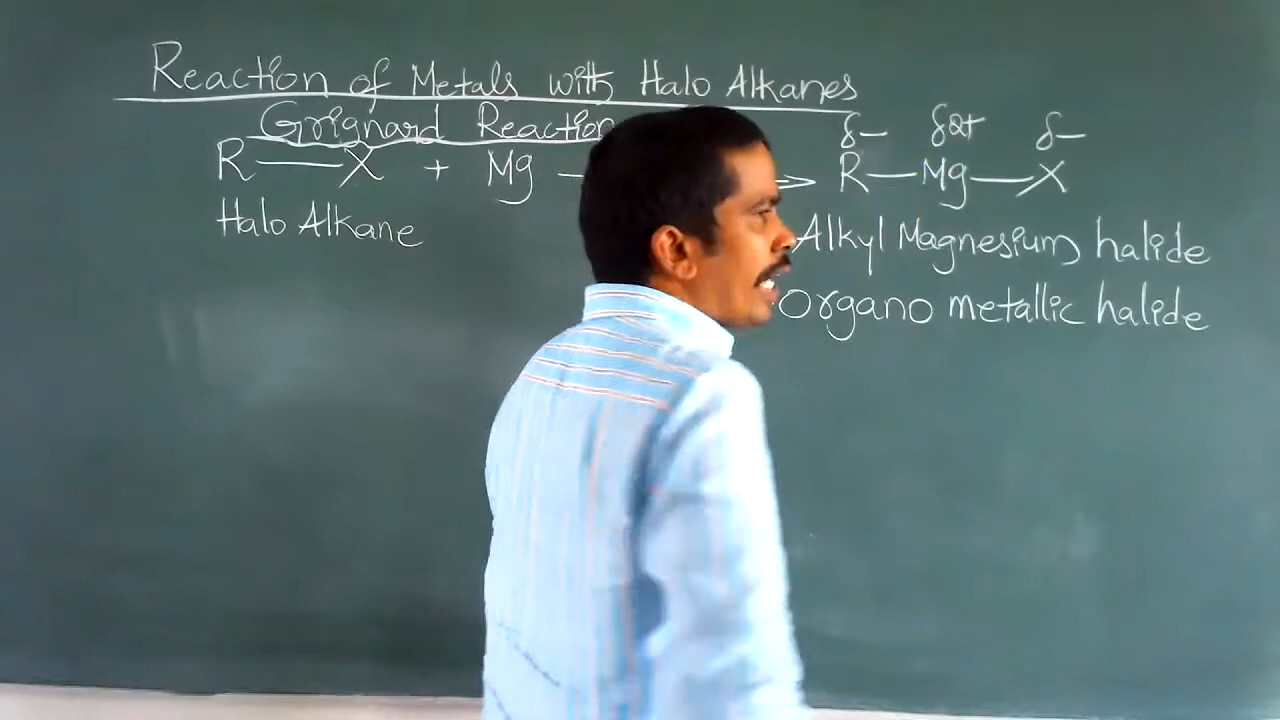 Reaction of Metals with Halo Alkanes
Grignard Reaction
δ– δ2+ δ–
R—X + Mg → R—Mg—X
Halo Alkane
Alkyl Magnesium halide
Organo metallic halide